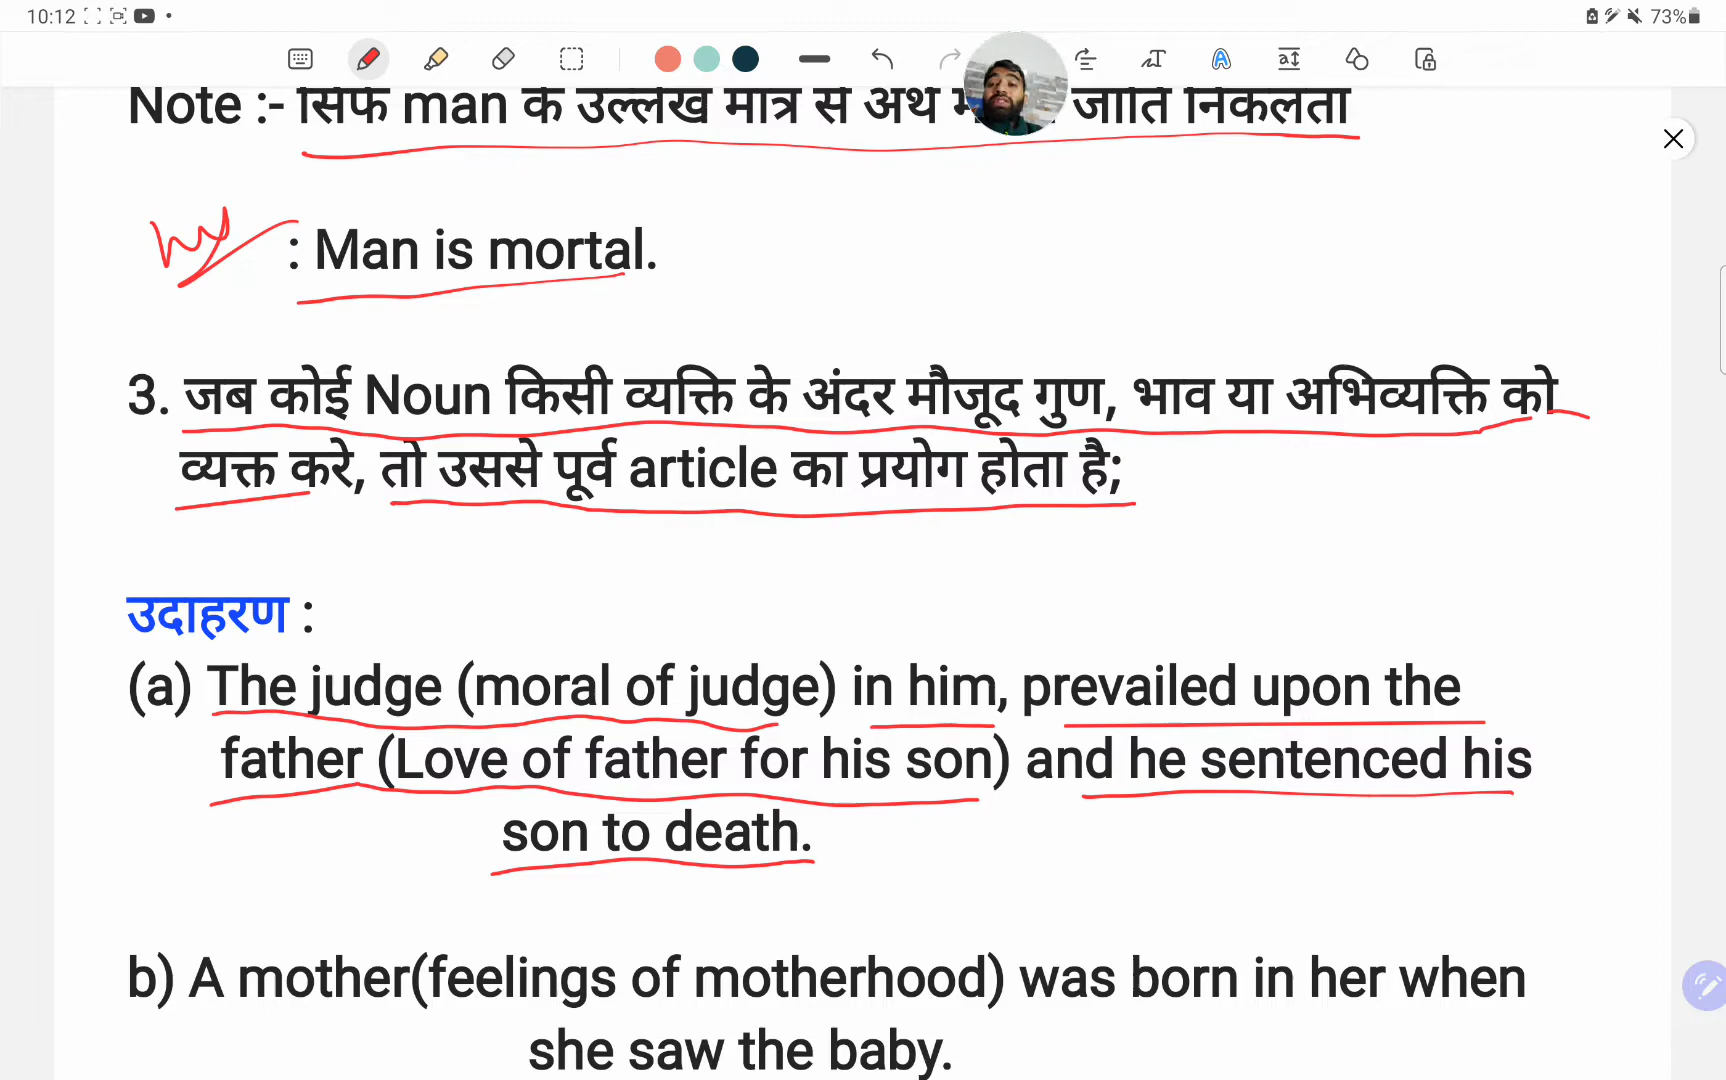 10:12
73%
Note :- सिर्फ man के उल्लेख मात्र से अर्थ जाति निकलता
: Man is mortal.
3. जब कोई Noun किसी व्यक्ति के अंदर मौजूद गुण, भाव या अभिव्यक्ति को
व्यक्त करे, तो उससे पूर्व article का प्रयोग होता है;
उदाहरण :
(a) The judge (moral of judge) in him, prevailed upon the
father (Love of father for his son) and he sentenced his
son to death.
b) A mother(feelings of motherhood) was born in her when
she saw the baby.